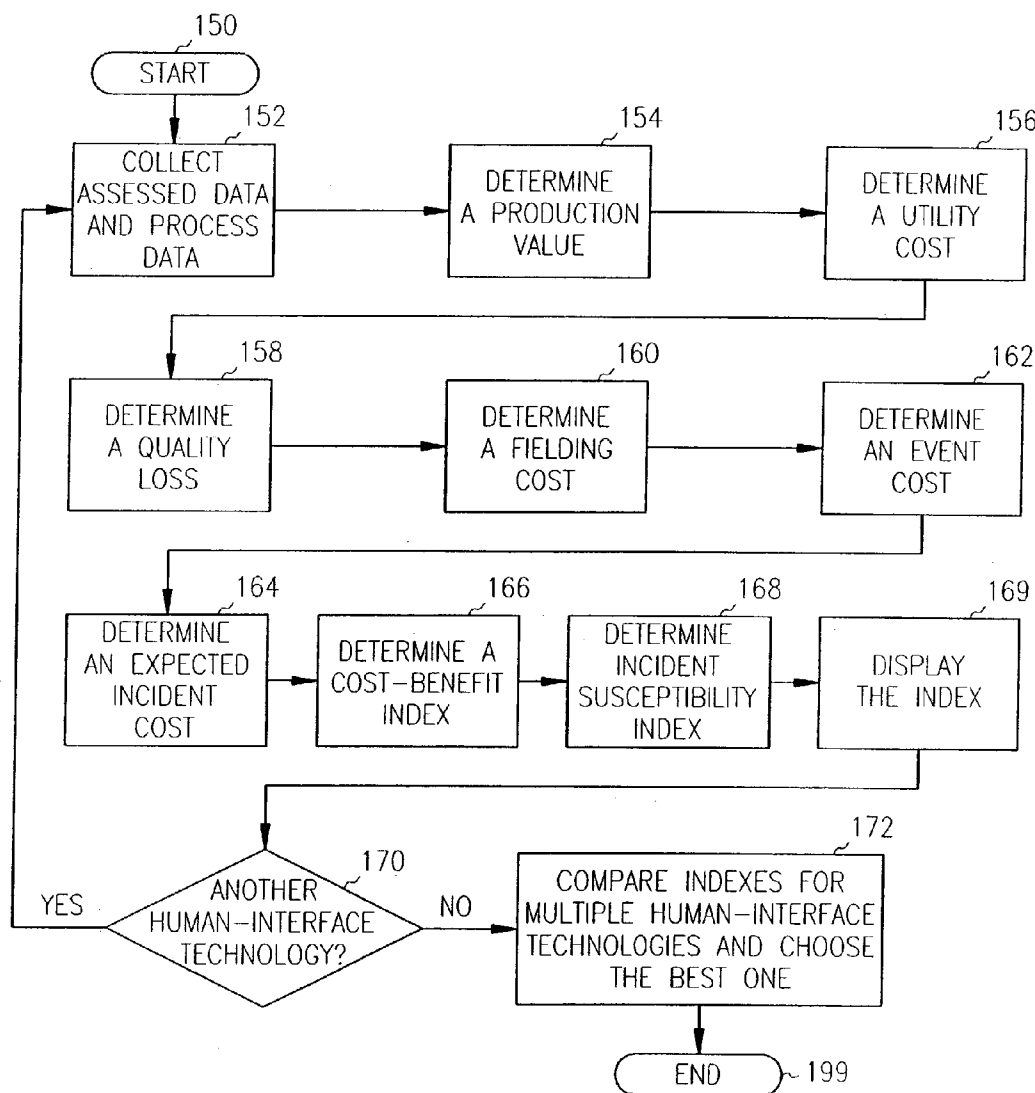 150
START
152
COLLECT
ASSESSED DATA
AND PROCESS
DATA
154
DETERMINE
A PRODUCTION
VALUE
156
DETERMINE
A UTILITY
COST
158
DETERMINE
A QUALITY
LOSS
160
DETERMINE
A FIELDING
COST
162
DETERMINE
AN EVENT
COST
164
DETERMINE
AN EXPECTED
INCIDENT
COST
166
DETERMINE A
COST-BENEFIT
INDEX
168
DETERMINE
INCIDENT
SUSCEPTIBILITY
INDEX
169
DISPLAY
THE INDEX
170
ANOTHER
HUMAN-INTERFACE
TECHNOLOGY?
YES
NO
172
COMPARE INDEXES FOR
MULTIPLE HUMAN-INTERFACE
TECHNOLOGIES AND CHOOSE
THE BEST ONE
END
199